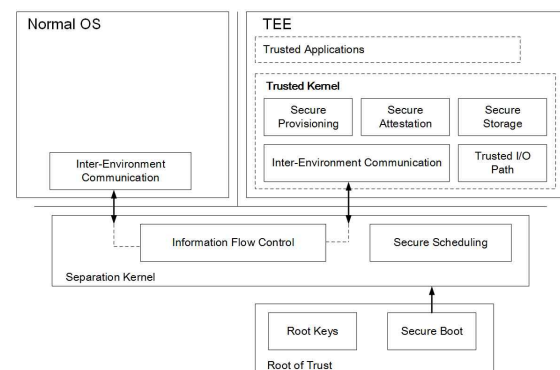 Normal OS
TEE
Trusted Applications
Trusted Kernel
Secure
Provisioning
Secure
Attestation
Secure
Storage
Inter-Environment
Communication
Inter-Environment Communication
Trusted I/O
Path
Information Flow Control
Secure Scheduling
Separation Kernel
Root Keys
Secure Boot
Root of Trust